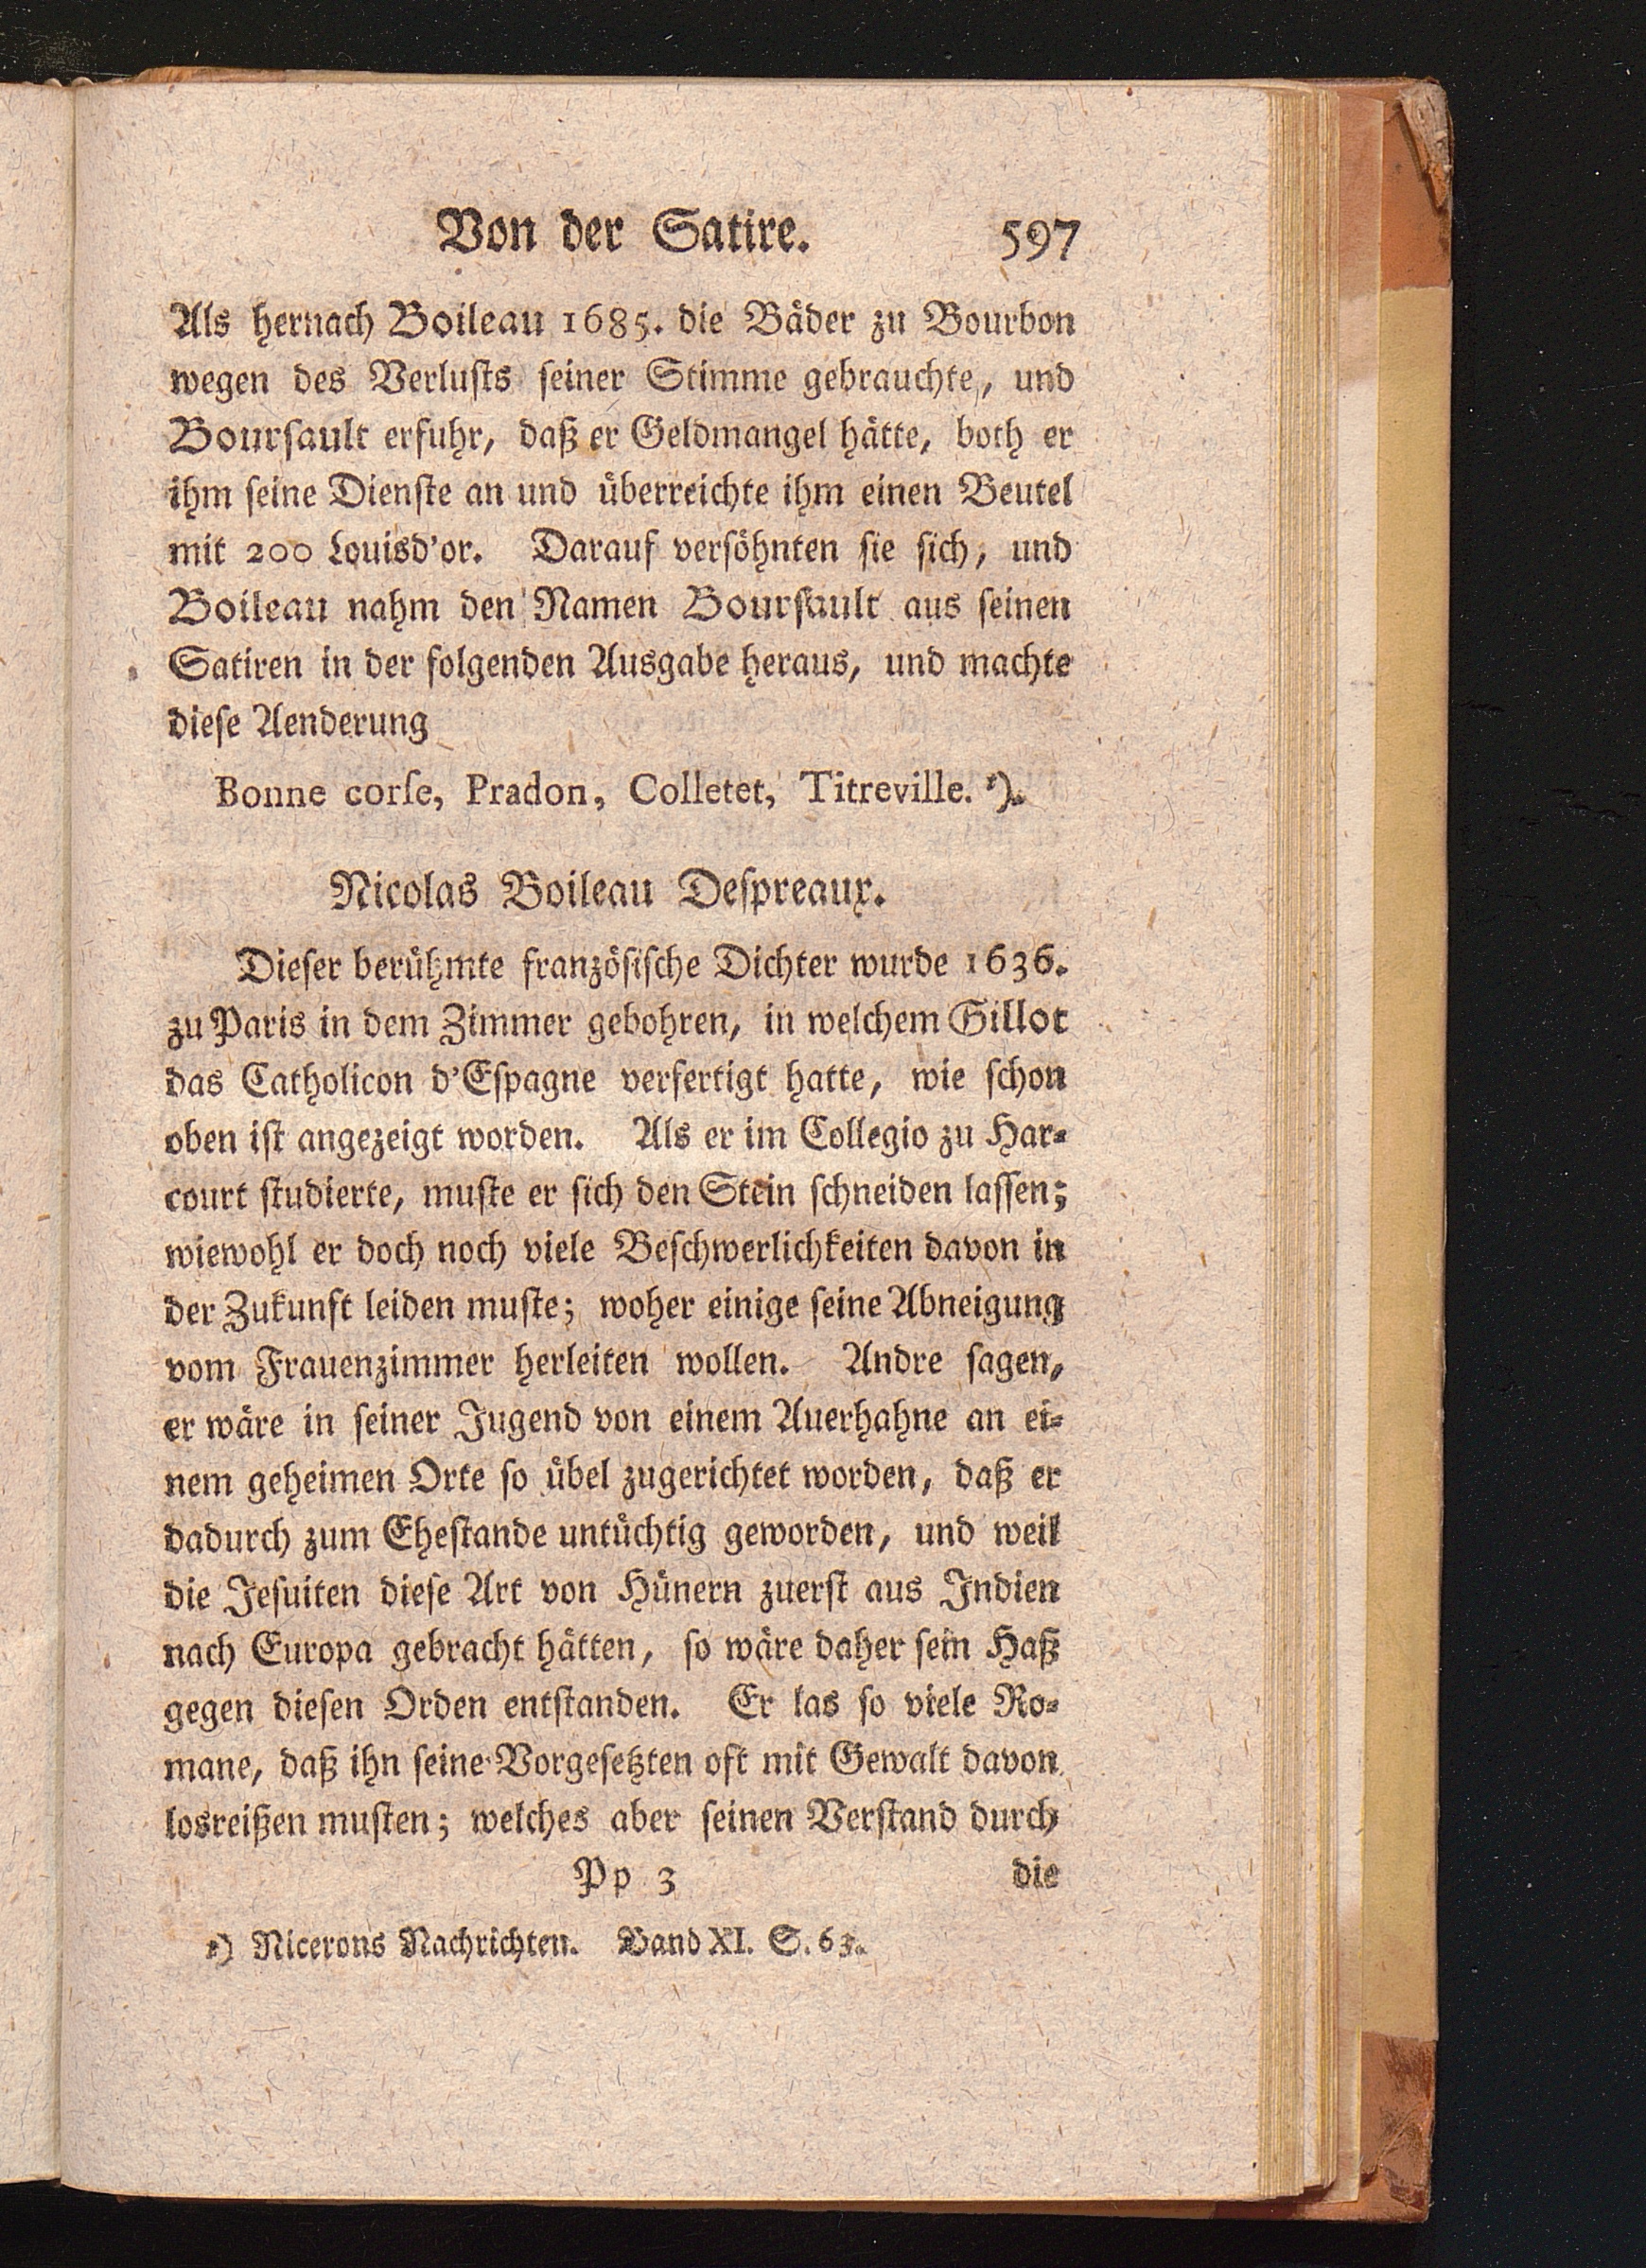 Von der Satire. 597
Als hernach Boileau 1685. die Bäder zu Bourbon
wegen des Verlusts seiner Stimme gebrauchte, und
Boursault erfuhr, daß er Geldmangel hätte, both er
ihm seine Dienste an und überreichte ihm einen Beutel
mit 200 Louisd'or. Darauf versöhnten sie sich, und
Boileau nahm den Namen Boursault aus seinen
Satiren in der folgenden Ausgabe heraus, und machte
diese Aenderung
Bonne corse, Pradon, Colletet, Titreville. ).
Nicolas Boileau Despreaux.
Dieser berühmte französische Dichter wurde 1636.
zu Paris in dem Zimmer gebohren, in welchem Gillot
das Catholicon d'Espagne verfertigt hatte, wie schon
oben ist angezeigt worden. Als er im Collegio zu Har-
court studierte, muste er sich den Stein schneiden lassen;
wiewohl er doch noch viele Beschwerlichkeiten davon in
der Zukunft leiden muste; woher einige seine Abneigung
vom Frauenzimmer herleiten wollen. Andre sagen,
er wäre in seiner Jugend von einem Auerhahne an ei-
nem geheimen Orte so übel zugerichtet worden, daß er
dadurch zum Ehestande untüchtig geworden, und weil
die Jesuiten diese Art von Hünern zuerst aus Indien
nach Europa gebracht hätten, so wäre daher sein Haß
gegen diesen Orden entstanden. Er las so viele Ro-
mane, daß ihn seine Vorgesetzten oft mit Gewalt davon
losreißen musten; welches aber seinen Verstand durch
Pp 3 die
) Nicerons Nachrichten. Band XI. S. 63.